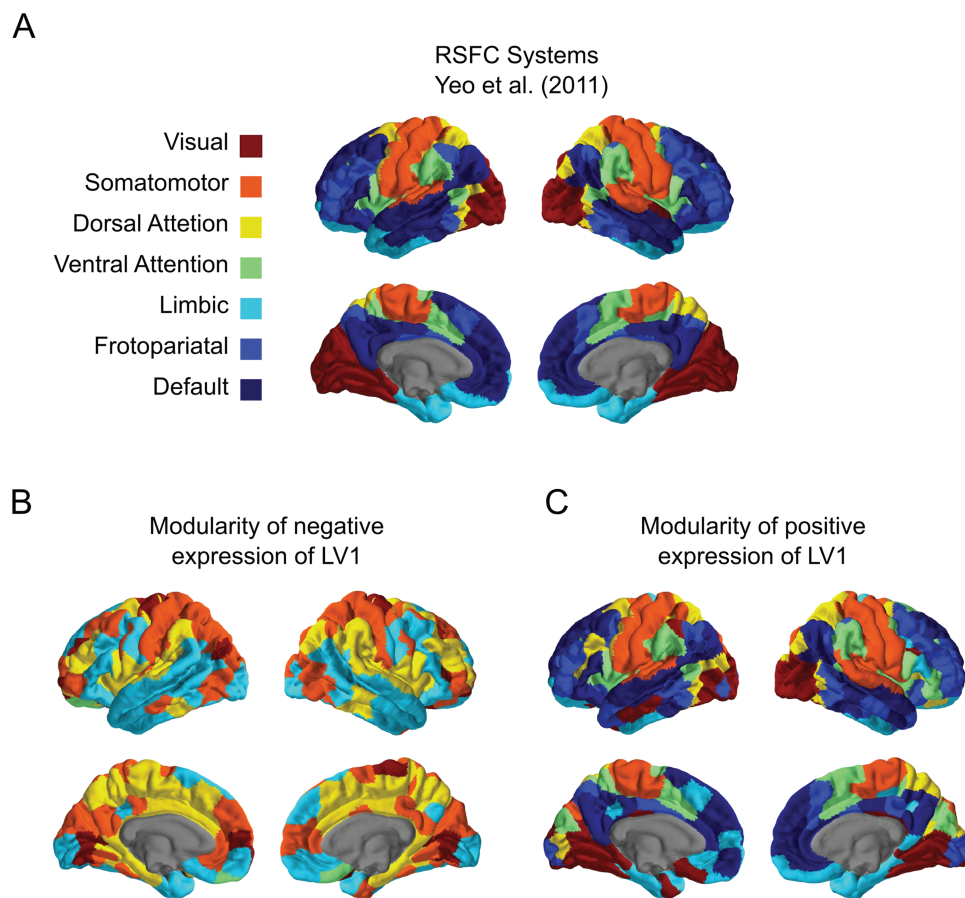 A
RSFC Systems
Yeo et al. (2011)
Visual
Somatomotor
Dorsal Attetion
Ventral Attention
Limbic
Frotopariatal
Default
B
Modularity of negative
expression of LV1
C
Modularity of positive
expression of LV1